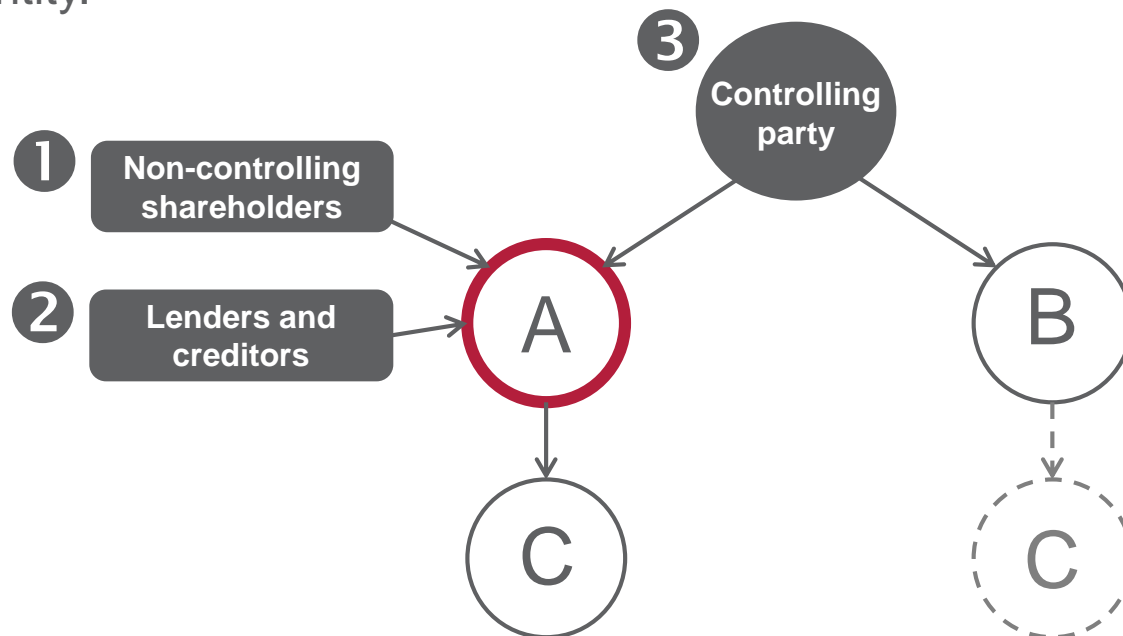 3
Controlling
party
1
Non-controlling
shareholders
2
Lenders and
creditors
A
B
C
C